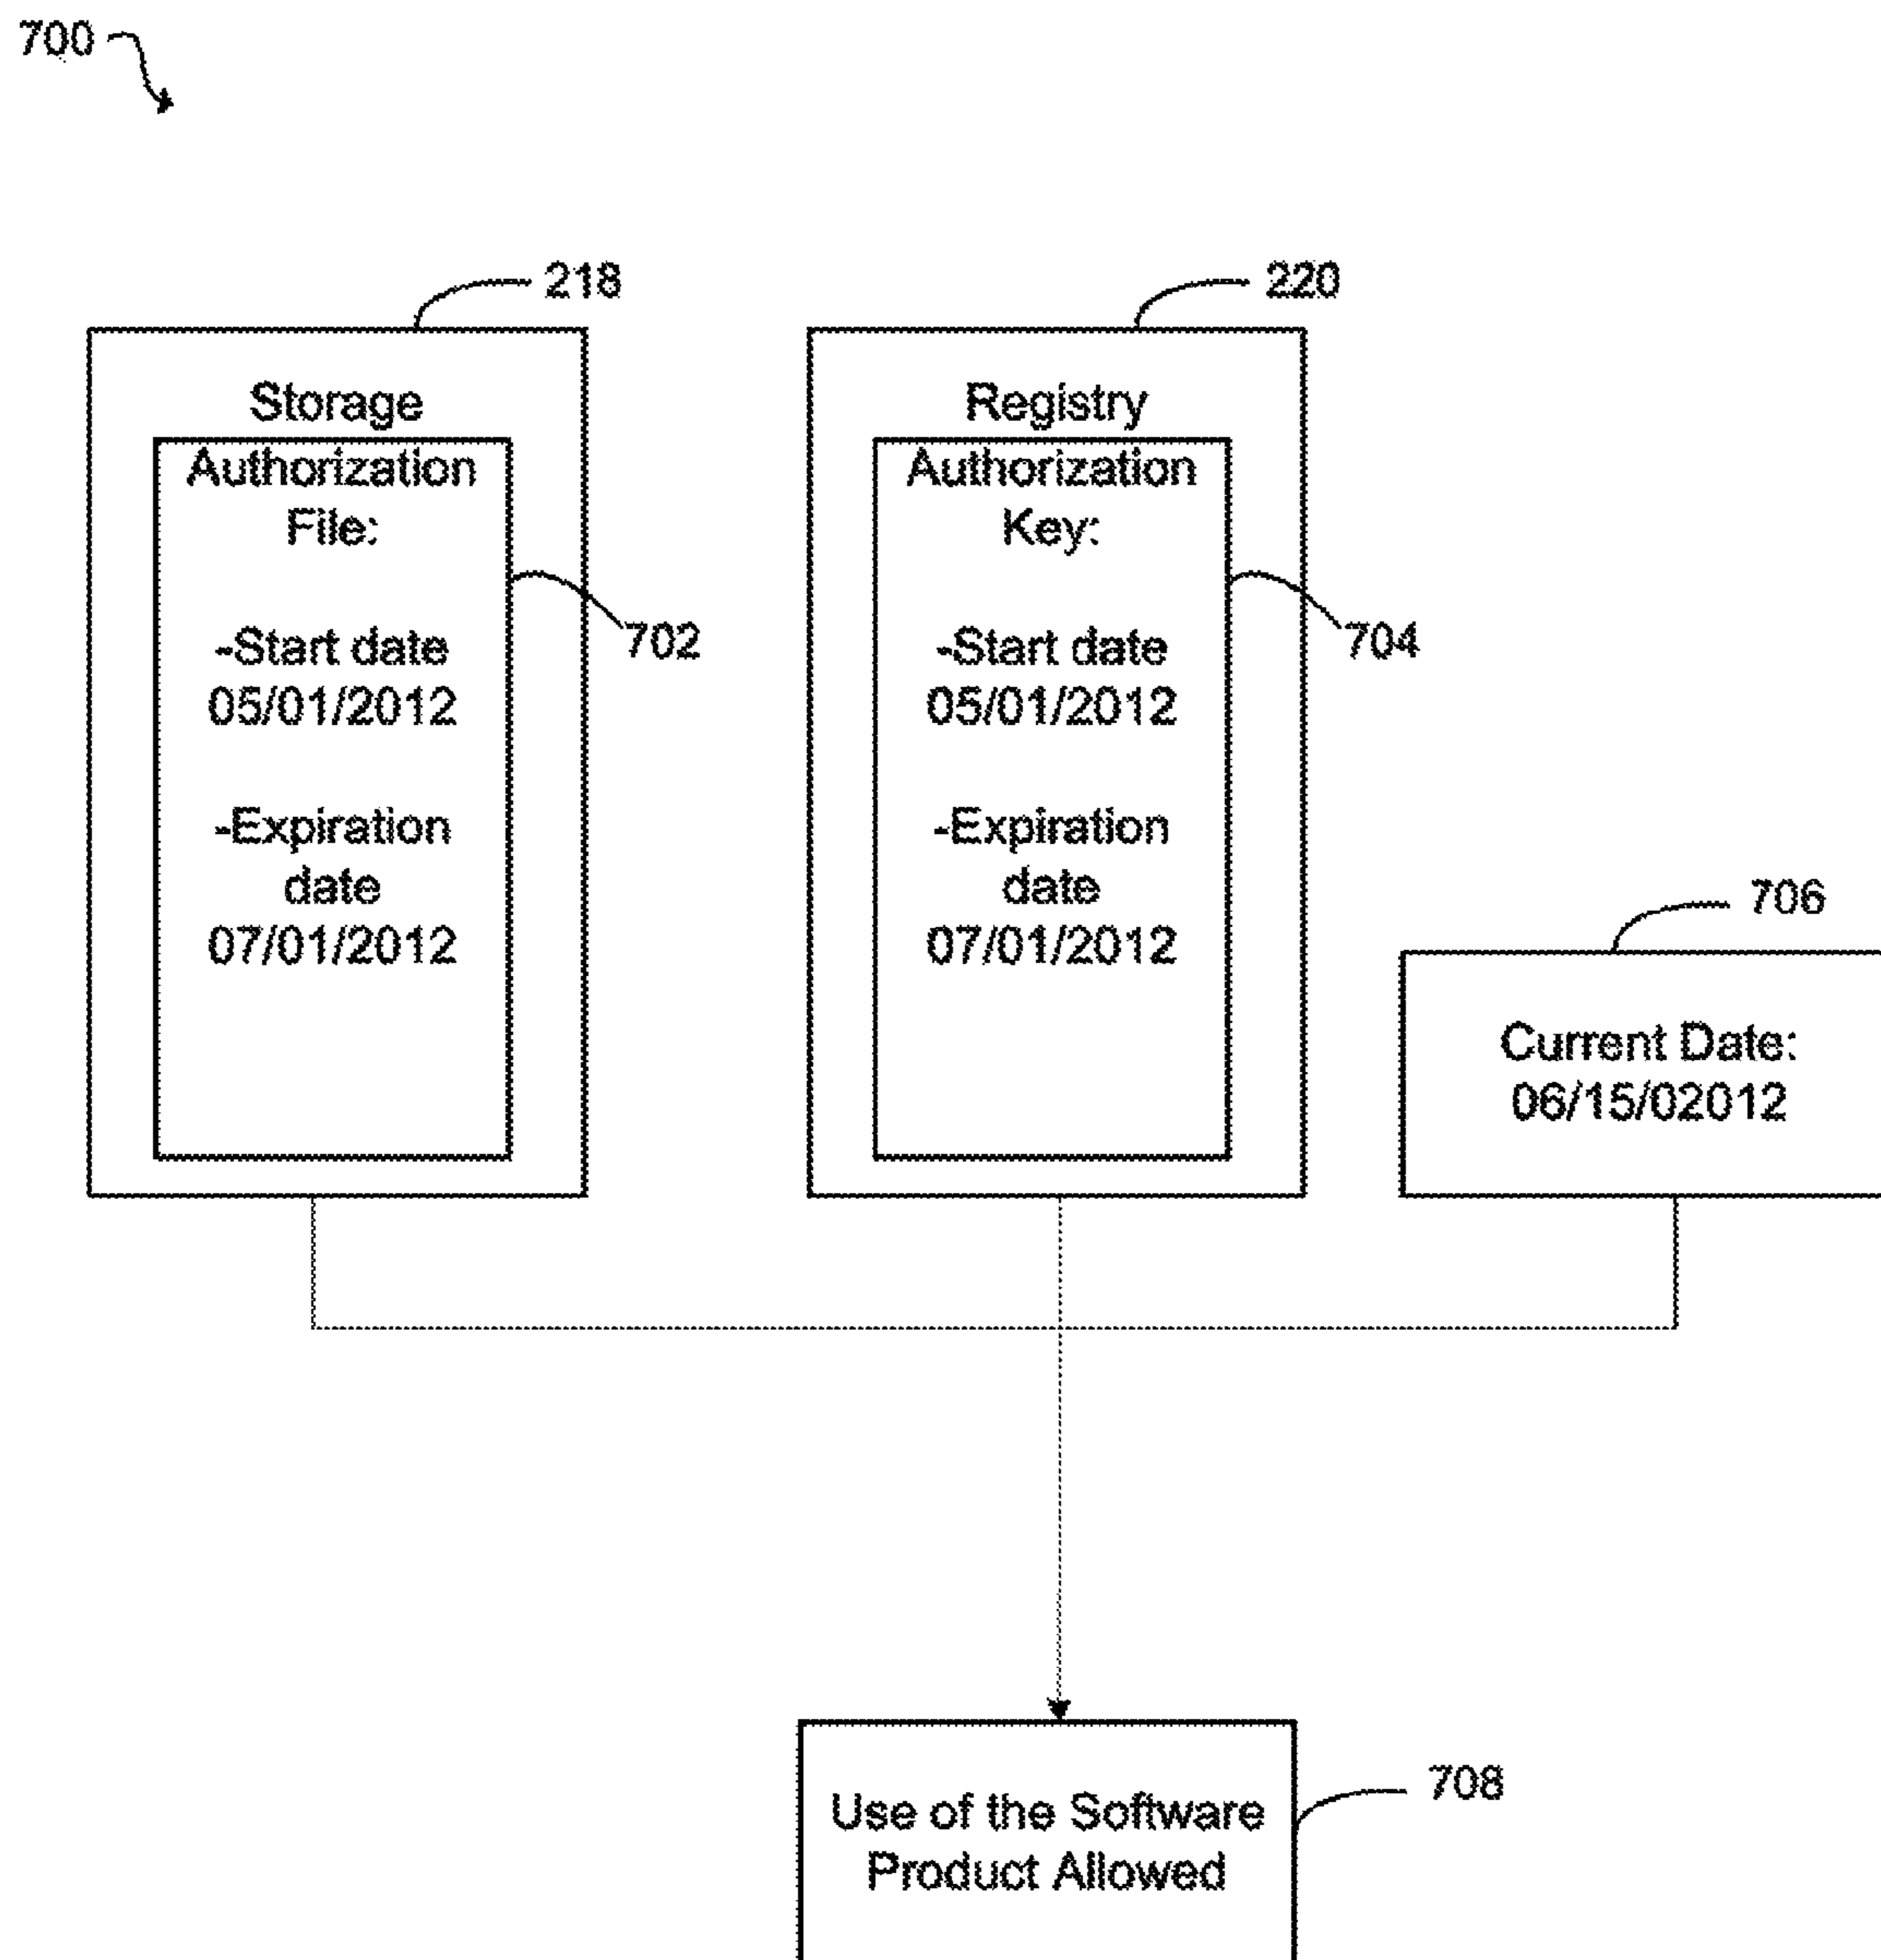 700
218
220
Storage
Authorization
File:
-Start date
05/01/2012
-Expiration
date
07/01/2012
702
Registry
Authorization
Key:
-Start date
05/01/2012
-Expiration
date
07/01/2012
704
706
Current Date:
06/15/02012
Use of the Software
Product Allowed
708